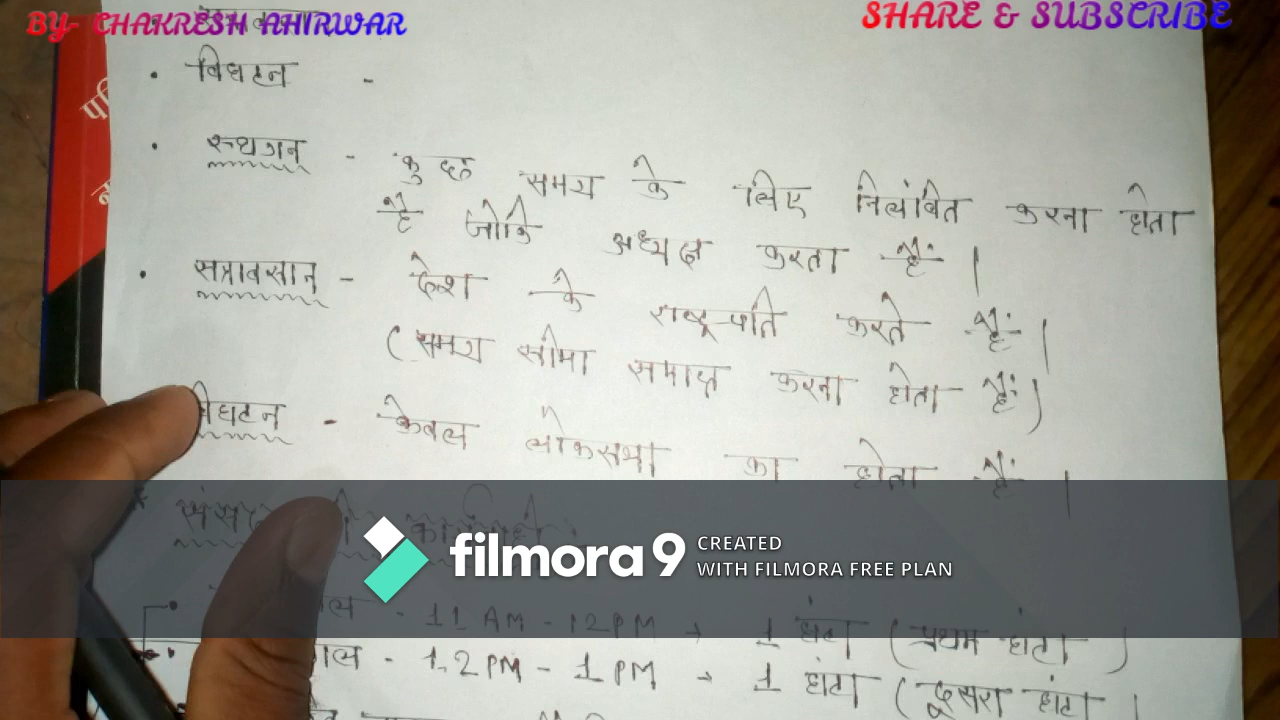 BY- CHAKRESH AHIRWAR
SHARE & SUBSCRIBE
• विघटन -
• स्थगन - कुछ समय के लिए निलंबित करना होता
है जोकि अध्यक्ष करता हैं |
• सत्रावसान - देश के राष्ट्रपति करते हैं |
(समय सीमा समाप्त करना होता हैं)
विघटन - केवल लोकसभा का होता हैं |
filmora9 CREATED
WITH FILMORA FREE PLAN
- 11 AM - 12 PM → 1 घंटा (प्रथम घंटा)
- 12 PM - 1 PM → 1 घंटा (दूसरा घंटा